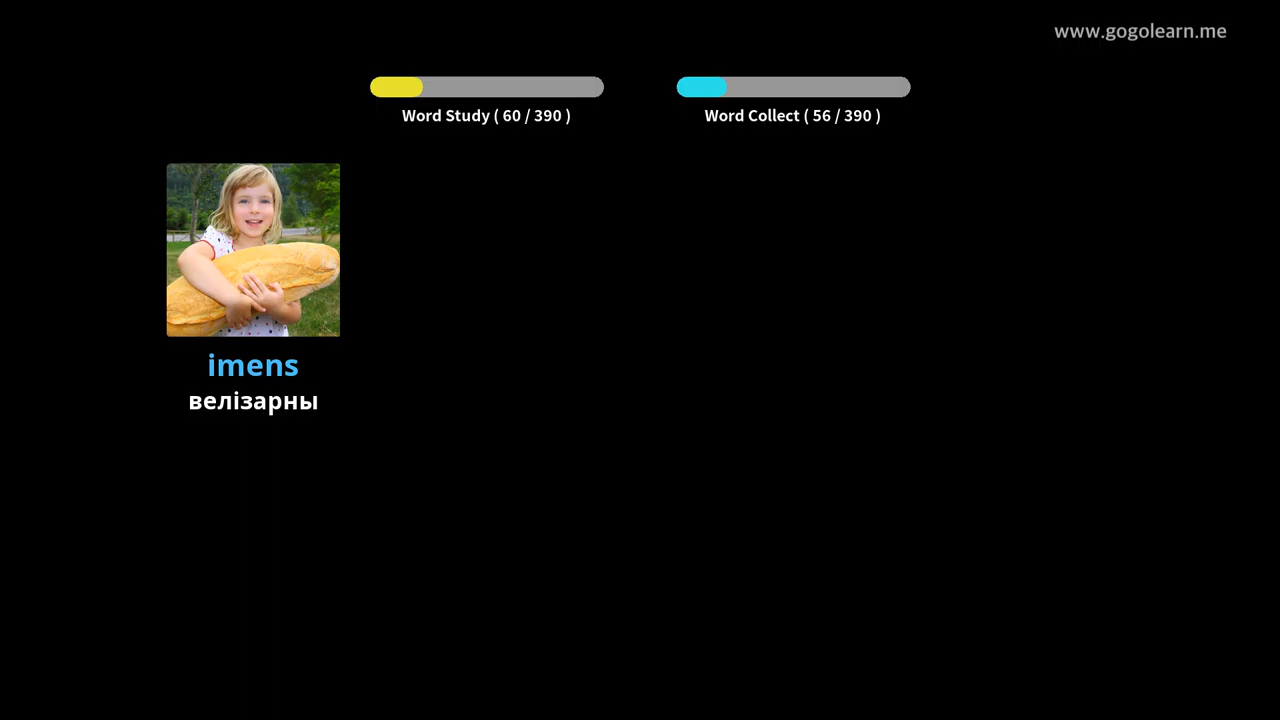 www.gogolearn.me
Word Study ( 60 / 390 )
Word Collect ( 56 / 390 )
imens
велізарны